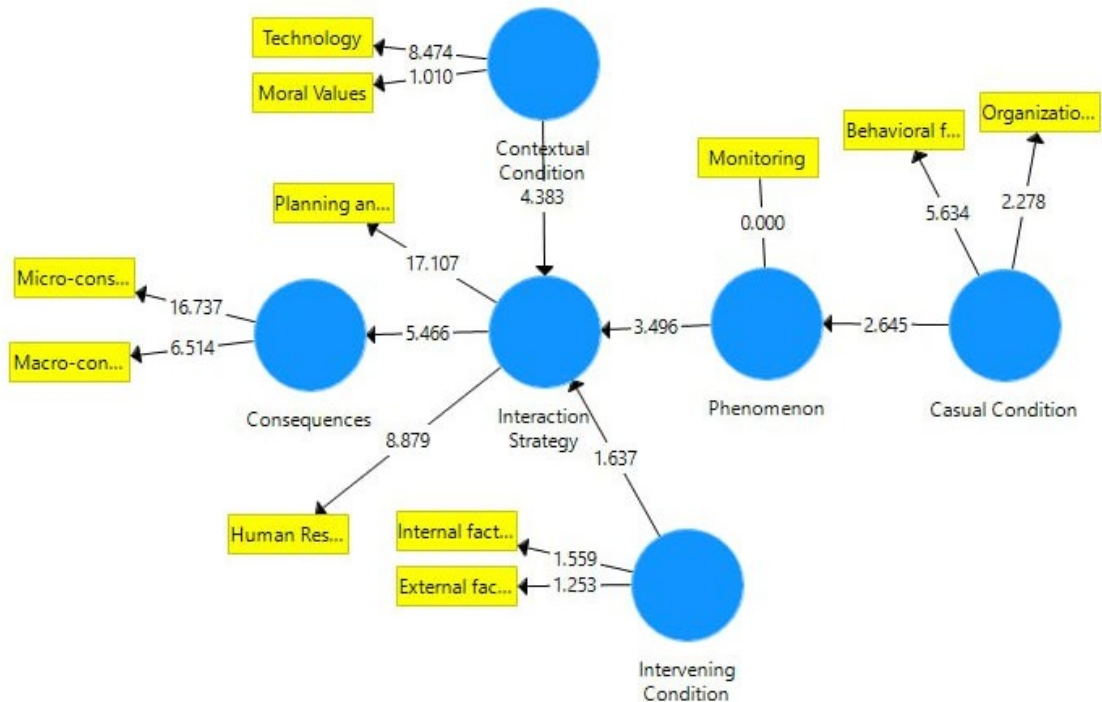 Technology
8.474
Moral Values
1.010
Contextual
Condition
4.383
Organizatio...
Behavioral f...
Monitoring
5.634
2.278
0.000
Planning an...
17.107
Micro-cons...
16.737
Macro-con...
6.514
5.466
3.496
2.645
Consequences
Interaction
Strategy
Phenomenon
Casual Condition
8.879
1.637
Human Res...
Internal fact...
1.559
External fac...
1.253
Intervening
Condition